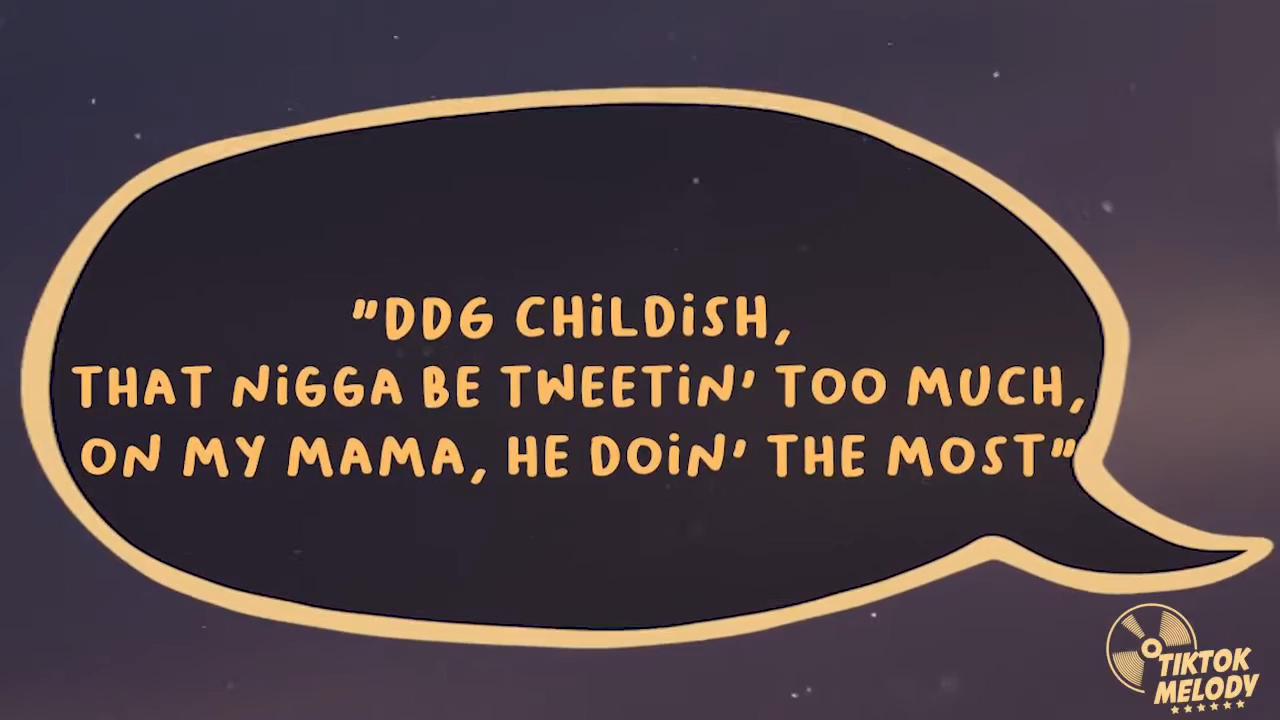 "DDG CHiLDiSH,
THAT NiGGA BE TWEETiN' TOO MUCH,
ON MY MAMA, HE DOiN' THE MOST"
TIKTOK
MELODY